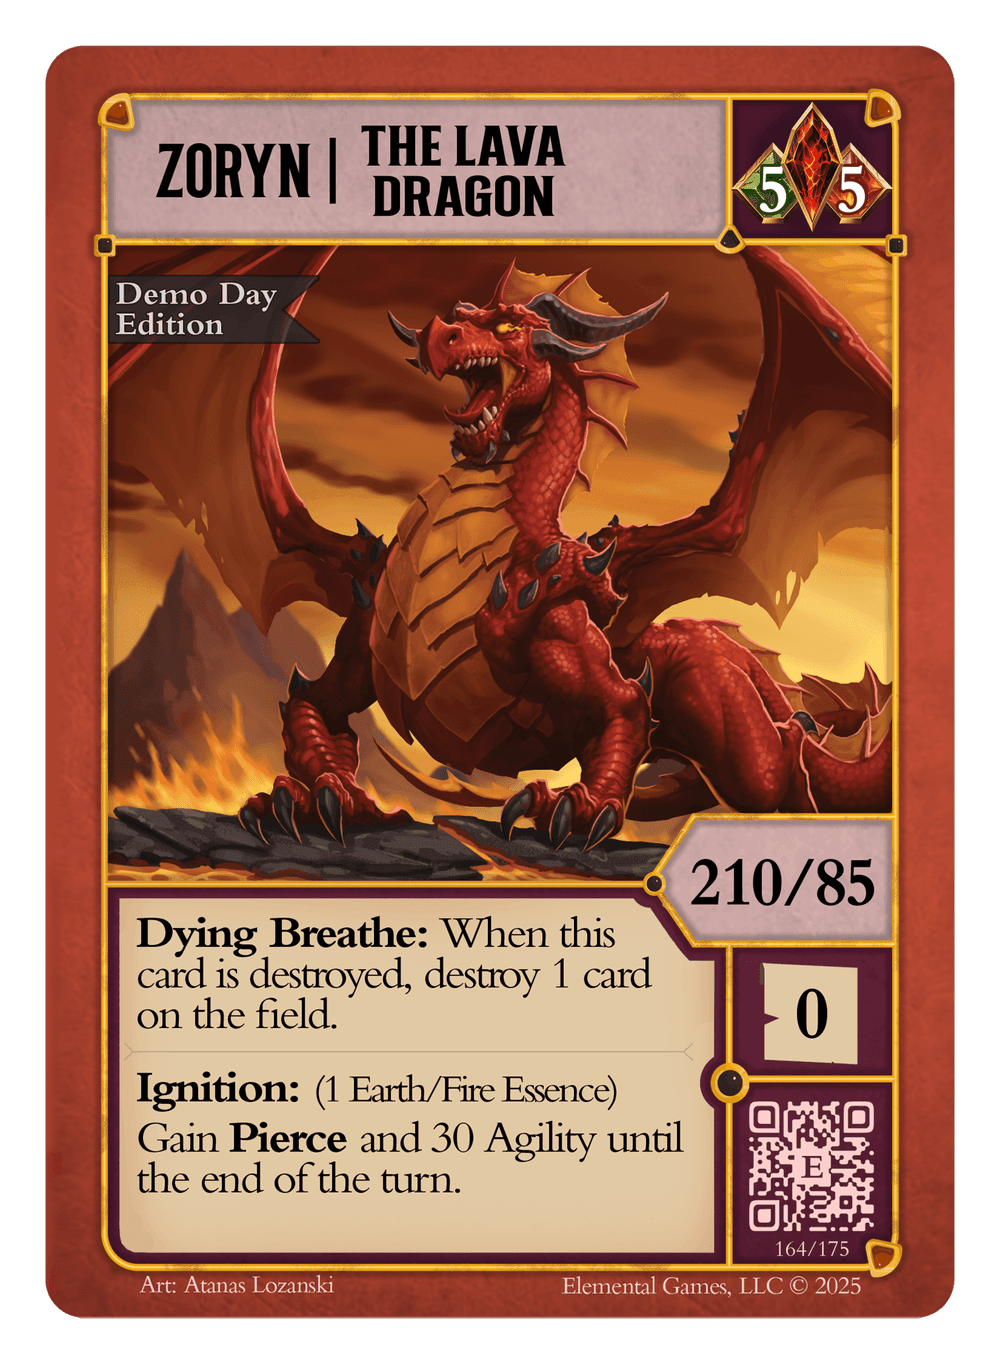 ZORYN | THE LAVA
DRAGON
5 5
Demo Day
Edition
210/85
Dying Breathe: When this
card is destroyed, destroy 1 card
on the field.
0
Ignition: (1 Earth/Fire Essence)
Gain Pierce and 30 Agility until
the end of the turn.
E
164/175
Art: Atanas Lozanski
Elemental Games, LLC © 2025